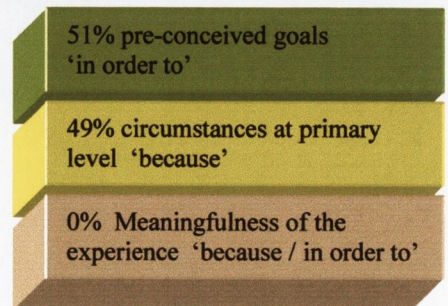 51% pre-conceived goals
‘in order to’
49% circumstances at primary
level ‘because’
0% Meaningfulness of the
experience ‘because / in order to’